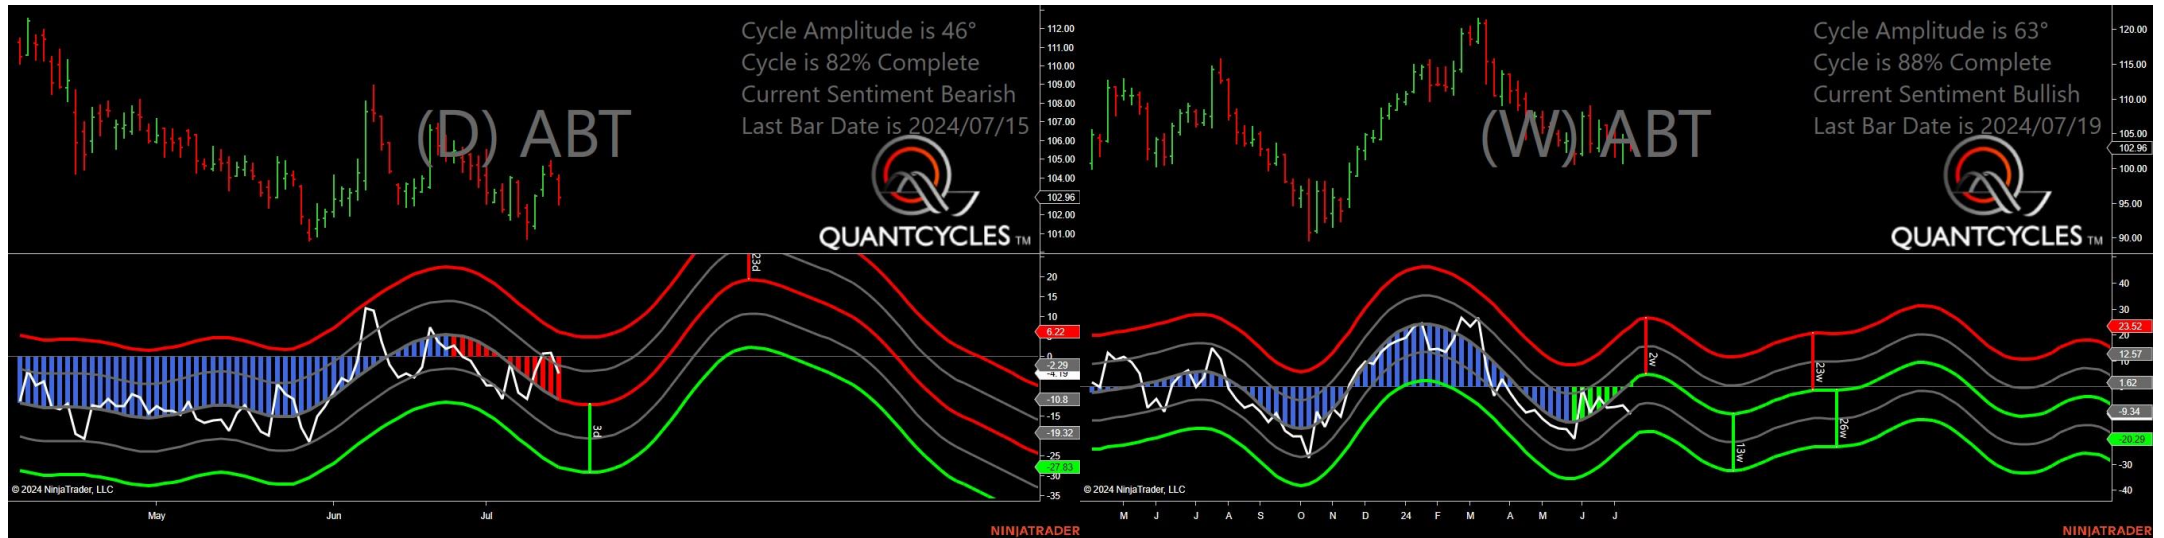 Cycle Amplitude is 46°
Cycle is 82% Complete
Current Sentiment Bearish
Last Bar Date is 2024/07/15
(D) ABT
QUANTCYCLES TM
112.00
111.00
110.00
109.00
108.00
107.00
106.00
105.00
104.00
102.96
102.00
101.00
23d
3d
20
15
10
6.22
0
-2.29
-4.19
-10.8
-15
-19.32
-25
-27.83
-30
-35
© 2024 NinjaTrader, LLC
May Jun Jul
NINJATRADER
Cycle Amplitude is 63°
Cycle is 88% Complete
Current Sentiment Bullish
Last Bar Date is 2024/07/19
(W) ABT
QUANTCYCLES TM
120.00
115.00
110.00
105.00
102.96
100.00
95.00
90.00
2w
13w
23w
26w
40
30
23.52
20
12.57
10
1.62
-9.34
-20.29
-30
-40
© 2024 NinjaTrader, LLC
M J J A S O N D 24 F M A M J J
NINJATRADER